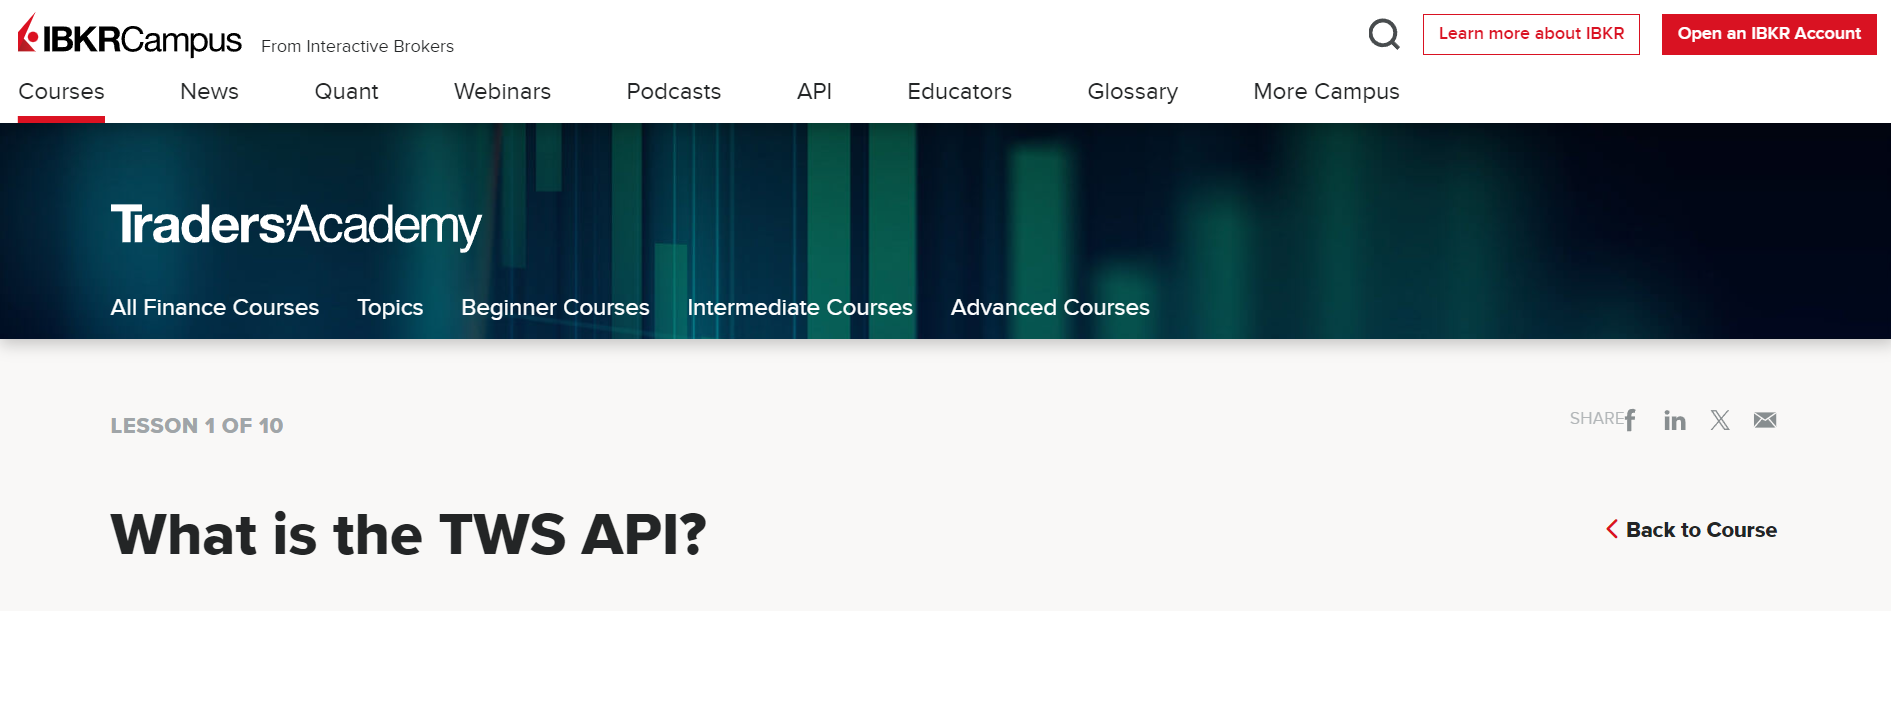 IBKRCampus From Interactive Brokers
Learn more about IBKR
Open an IBKR Account
Courses News Quant Webinars Podcasts API Educators Glossary More Campus
Traders'Academy
All Finance Courses Topics Beginner Courses Intermediate Courses Advanced Courses
LESSON 1 OF 10
SHARE
What is the TWS API?
Back to Course